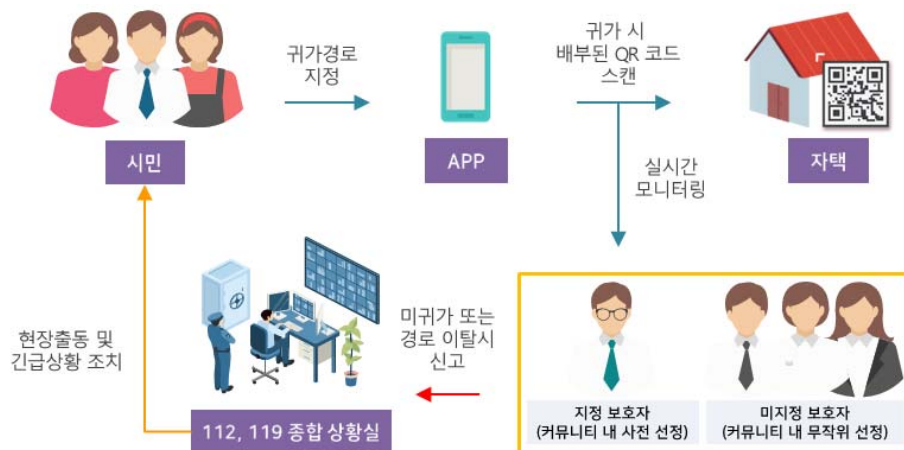 귀가경로
지정
귀가 시
배부된 QR 코드
스캔
시민
APP
자택
실시간
모니터링
현장출동 및
긴급상황 조치
미귀가 또는
경로 이탈시
신고
112, 119 종합 상황실
지정 보호자
(커뮤니티 내 사전 선정)
미지정 보호자
(커뮤니티 내 무작위 선정)